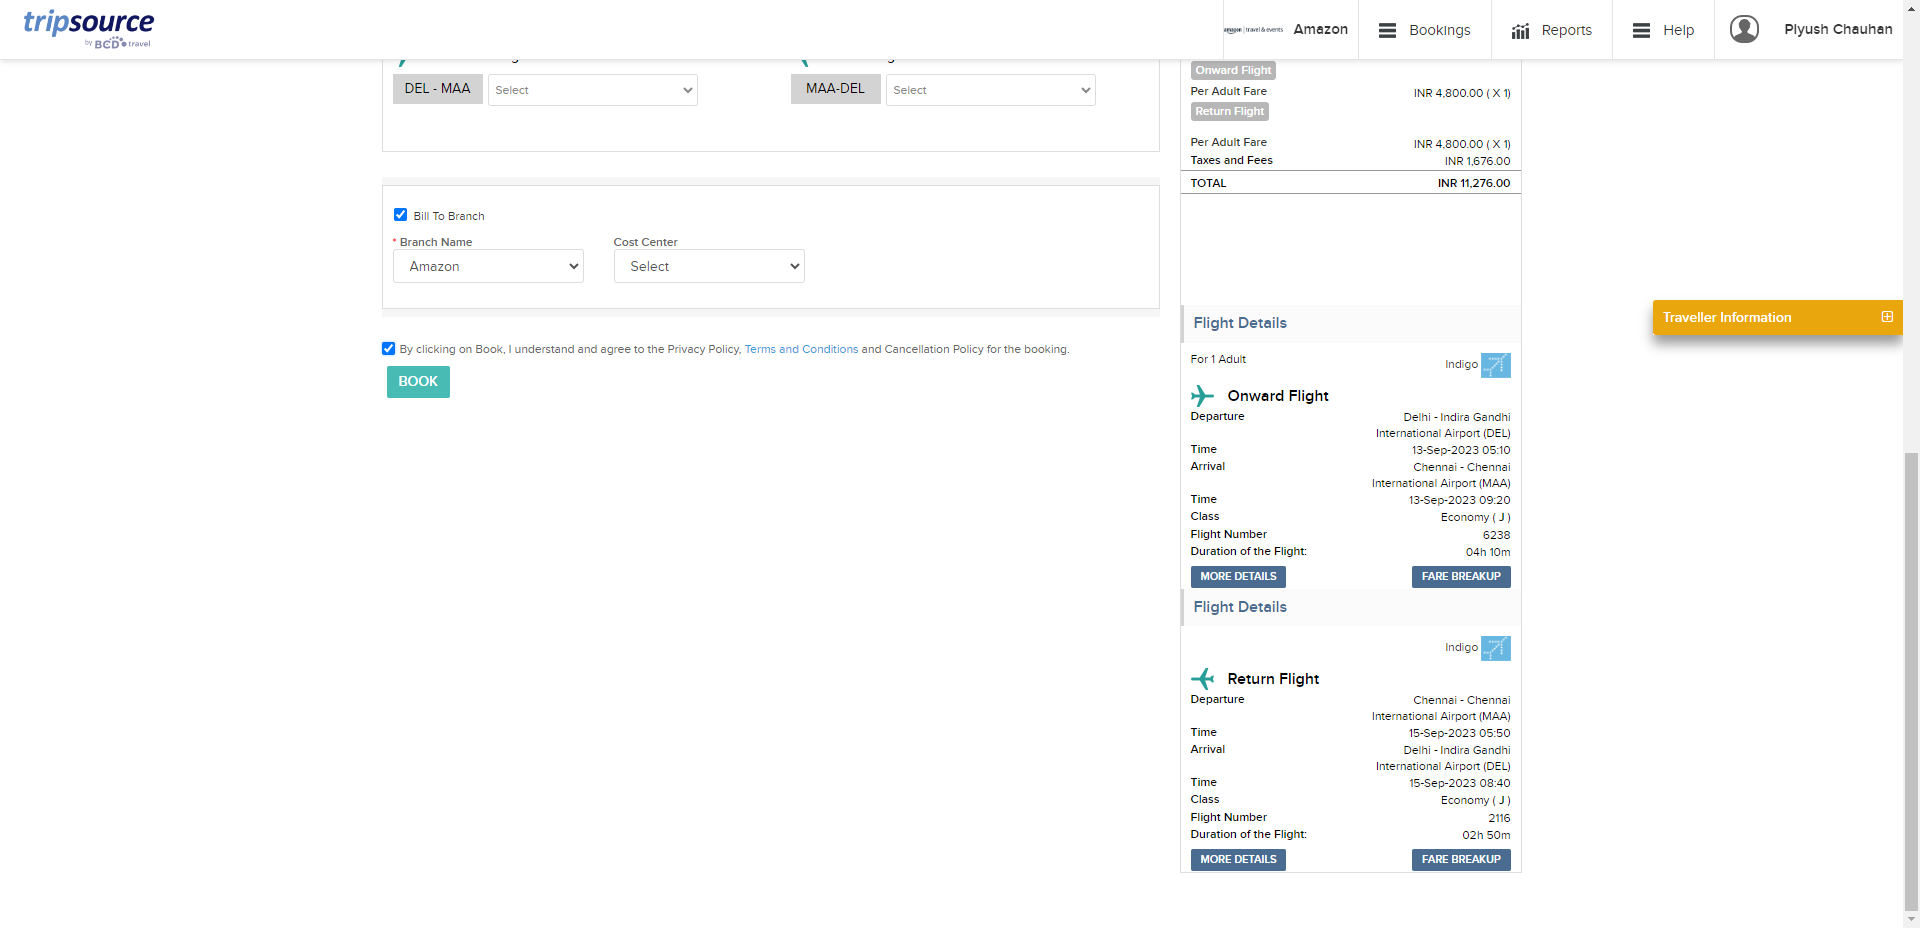 tripsource
by BCD travel
amazon | travel & events
Amazon
Bookings
Reports
Help
Piyush Chauhan
DEL - MAA
Select
MAA-DEL
Select
Bill To Branch
* Branch Name
Cost Center
Amazon
Select
By clicking on Book, I understand and agree to the Privacy Policy, Terms and Conditions and Cancellation Policy for the booking.
BOOK
Onward Flight
Per Adult Fare INR 4,800.00 ( X 1)
Return Flight
Per Adult Fare INR 4,800.00 ( X 1)
Taxes and Fees INR 1,676.00
TOTAL INR 11,276.00
Traveller Information
Flight Details
For 1 Adult Indigo
Onward Flight
Departure Delhi - Indira Gandhi
International Airport (DEL)
Time 13-Sep-2023 05:10
Arrival Chennai - Chennai
International Airport (MAA)
Time 13-Sep-2023 09:20
Class Economy ( J )
Flight Number 6238
Duration of the Flight: 04h 10m
MORE DETAILS FARE BREAKUP
Flight Details
Indigo
Return Flight
Departure Chennai - Chennai
International Airport (MAA)
Time 15-Sep-2023 05:50
Arrival Delhi - Indira Gandhi
International Airport (DEL)
Time 15-Sep-2023 08:40
Class Economy ( J )
Flight Number 2116
Duration of the Flight: 02h 50m
MORE DETAILS FARE BREAKUP